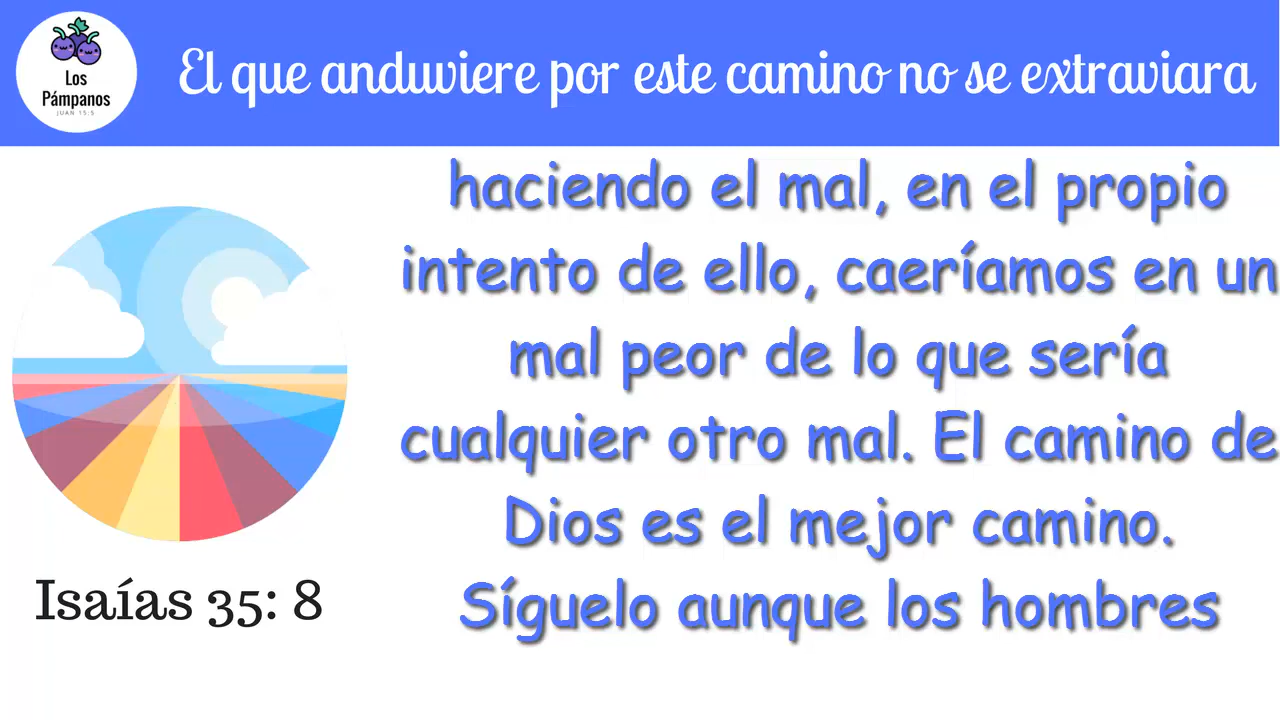 Los
Pámpanos
JUAN 15:5
El que anduviere por este camino no se extraviara
haciendo el mal, en el propio
intento de ello, caeríamos en un
mal peor de lo que sería
cualquier otro mal. El camino de
Dios es el mejor camino.
Síguelo aunque los hombres
Isaías 35: 8